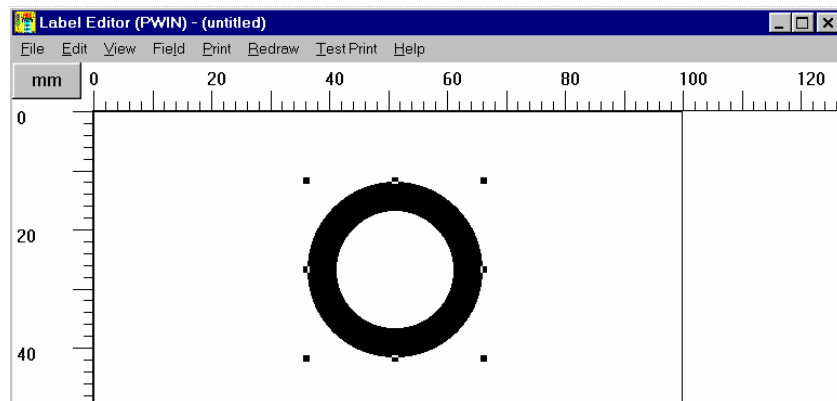 Label Editor (PWIN) - (untitled)
File Edit View Field Print Redraw Test Print Help
mm 0 20 40 60 80 100 120
0
20
40